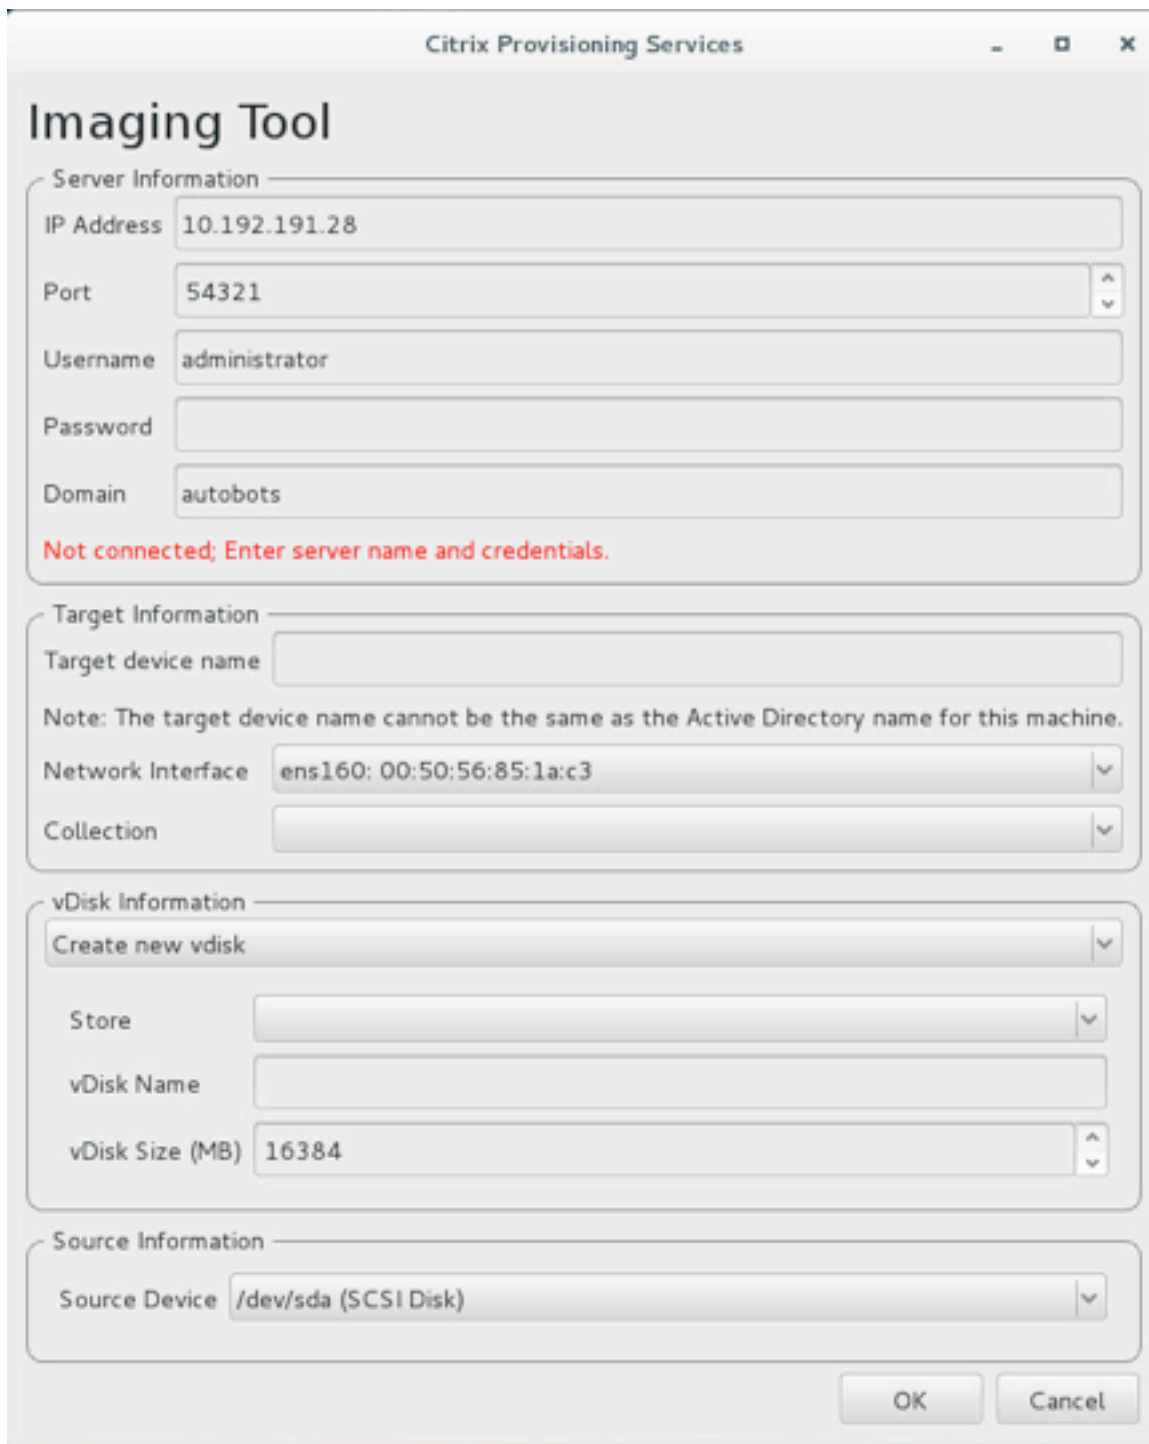 Citrix Provisioning Services
Imaging Tool
Server Information
IP Address 10.192.191.28
Port 54321
Username administrator
Password
Domain autobots
Not connected; Enter server name and credentials.
Target Information
Target device name
Note: The target device name cannot be the same as the Active Directory name for this machine.
Network Interface ens160: 00:50:56:85:1a:c3
Collection
vDisk Information
Create new vdisk
Store
vDisk Name
vDisk Size (MB) 16384
Source Information
Source Device /dev/sda (SCSI Disk)
OK Cancel